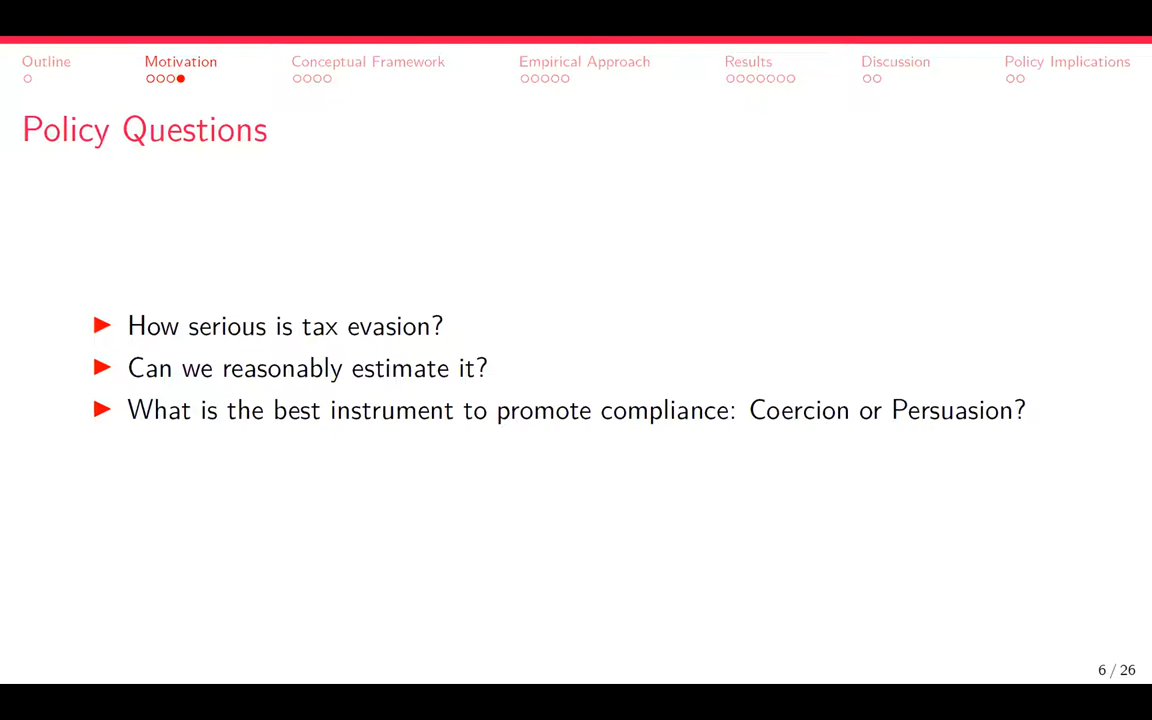 Outline Motivation Conceptual Framework Empirical Approach Results Discussion Policy Implications
Policy Questions
How serious is tax evasion?
Can we reasonably estimate it?
What is the best instrument to promote compliance: Coercion or Persuasion?
6 / 26